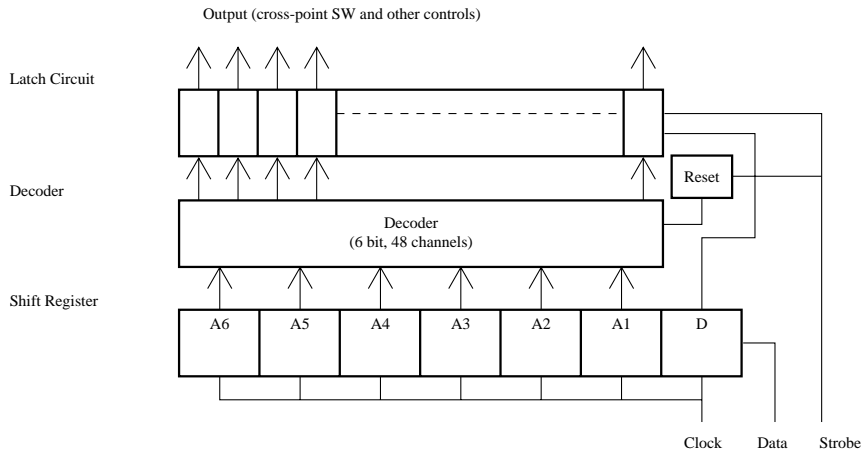 Output (cross-point SW and other controls)
Latch Circuit
Decoder
Reset
Decoder
(6 bit, 48 channels)
Shift Register
A6 A5 A4 A3 A2 A1 D
Clock Data Strobe